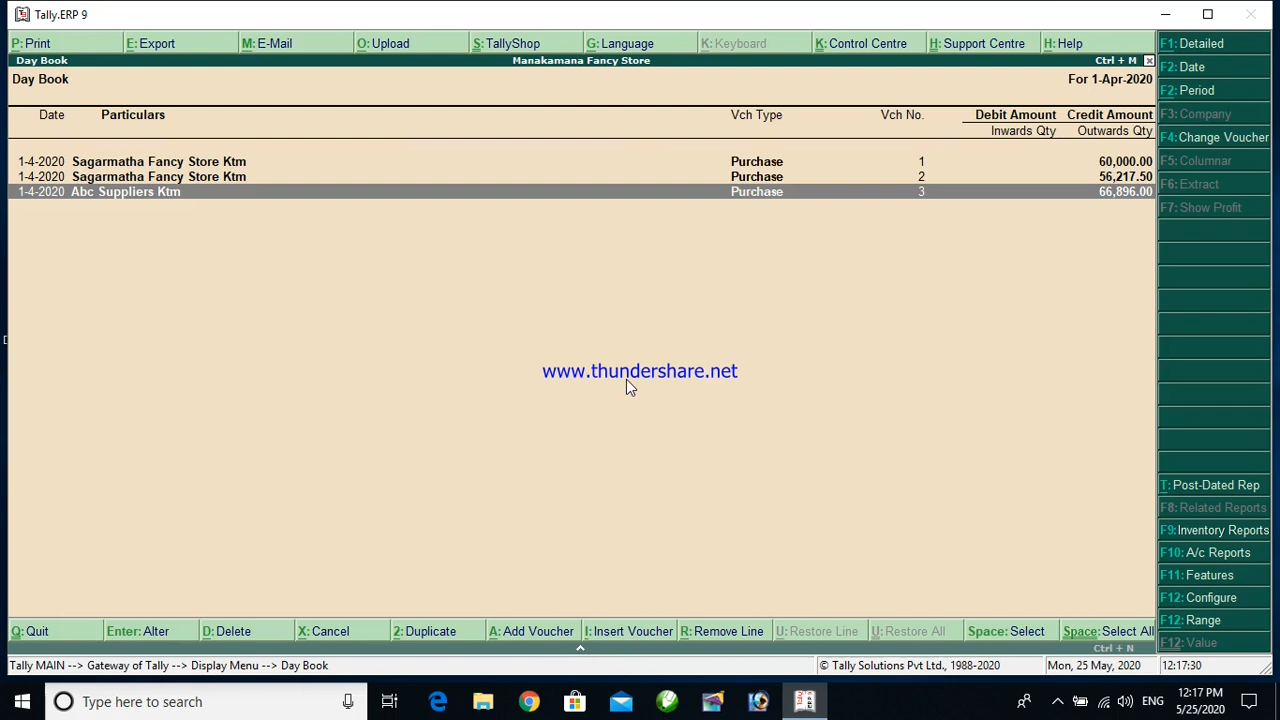 Tally.ERP 9
P: Print E: Export M: E-Mail O: Upload S: TallyShop G: Language K: Keyboard K: Control Centre H: Support Centre H: Help
Day Book Manakamana Fancy Store Ctrl + M
Day Book For 1-Apr-2020
Date Particulars Vch Type Vch No. Debit Amount Credit Amount
Inwards Qty Outwards Qty
1-4-2020 Sagarmatha Fancy Store Ktm Purchase 1 60,000.00
1-4-2020 Sagarmatha Fancy Store Ktm Purchase 2 56,217.50
1-4-2020 Abc Suppliers Ktm Purchase 3 66,896.00
www.thundershare.net
F1: Detailed
F2: Date
F2: Period
F3: Company
F4: Change Voucher
F5: Columnar
F6: Extract
F7: Show Profit
T: Post-Dated Rep
F8: Related Reports
F9: Inventory Reports
F10: A/c Reports
F11: Features
F12: Configure
F12: Range
F12: Value
Q: Quit Enter: Alter D: Delete X: Cancel 2: Duplicate A: Add Voucher I: Insert Voucher R: Remove Line U: Restore Line U: Restore All Space: Select Space: Select All
Ctrl + N
Tally MAIN --> Gateway of Tally --> Display Menu --> Day Book © Tally Solutions Pvt Ltd., 1988-2020 Mon, 25 May, 2020 12:17:30
Type here to search ENG 12:17 PM
5/25/2020